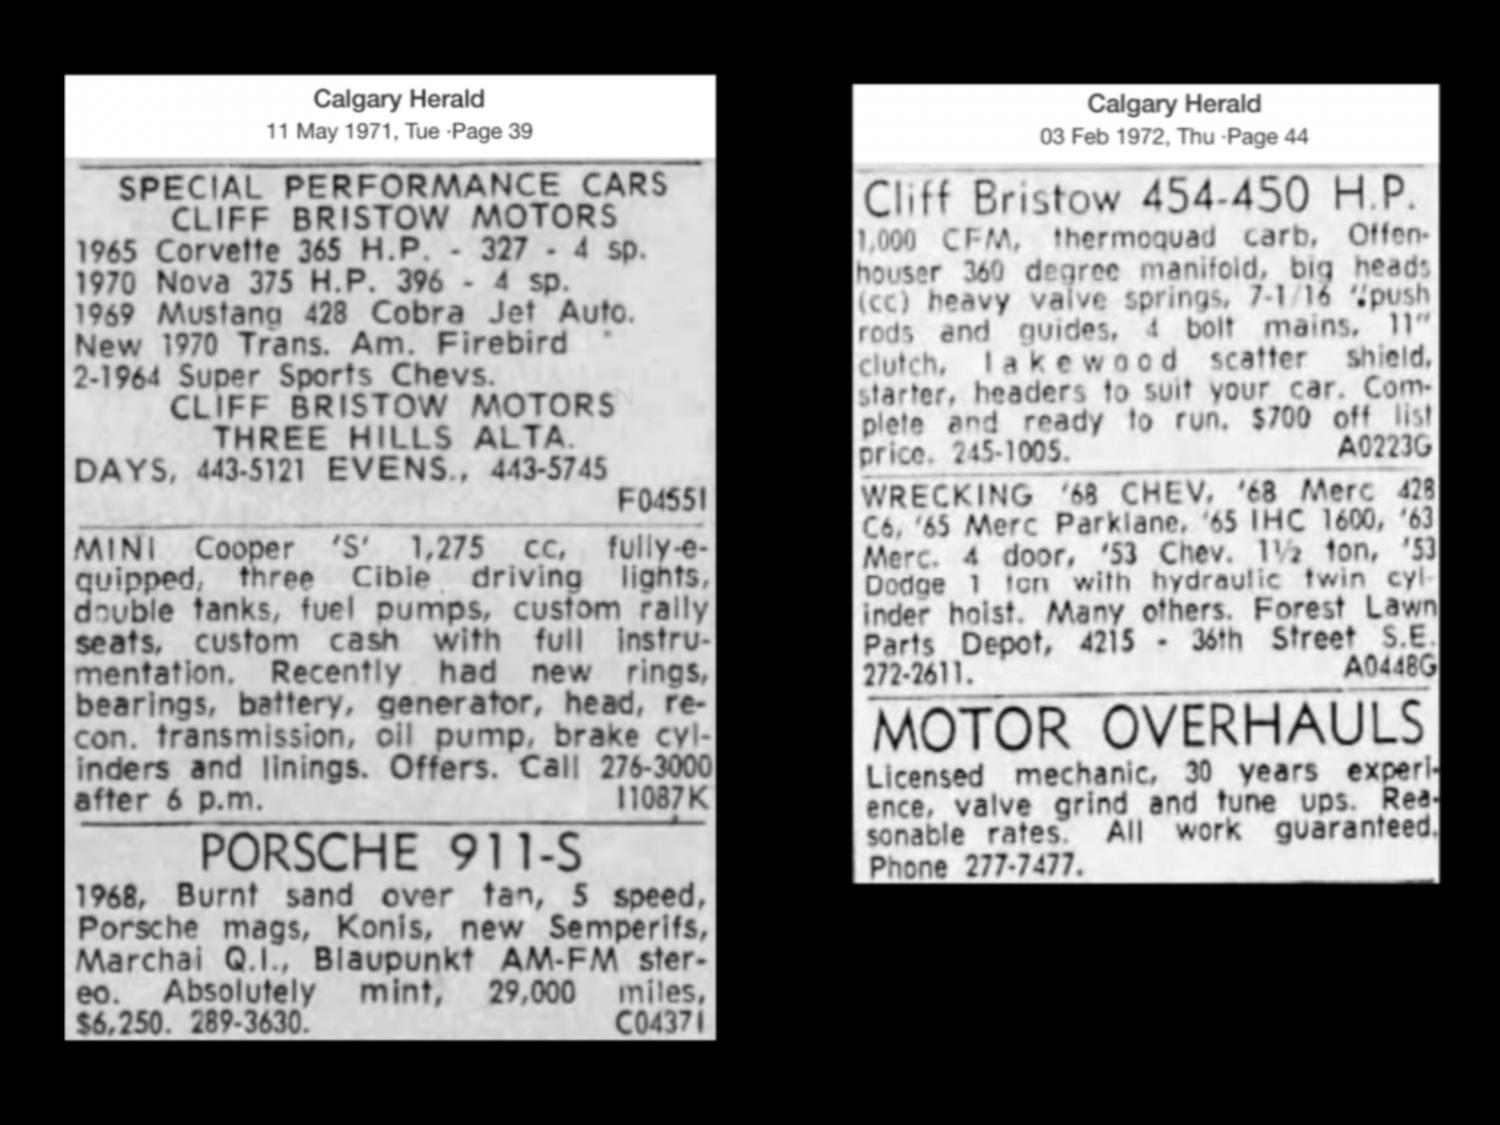 Calgary Herald
11 May 1971, Tue ·Page 39
SPECIAL PERFORMANCE CARS
CLIFF BRISTOW MOTORS
1965 Corvette 365 H.P. - 327 - 4 sp.
1970 Nova 375 H.P. 396 - 4 sp.
1969 Mustang 428 Cobra Jet Auto.
New 1970 Trans. Am. Firebird
2-1964 Super Sports Chevs.
CLIFF BRISTOW MOTORS
THREE HILLS ALTA.
DAYS, 443-5121 EVENS., 443-5745
F0455I
MINI Cooper 'S' 1,275 cc, fully-e-
quipped, three Cibie driving lights,
double tanks, fuel pumps, custom rally
seats, custom cash with full instru-
mentation. Recently had new rings,
bearings, battery, generator, head, re-
con. transmission, oil pump, brake cyl-
inders and linings. Offers. Call 276-3000
after 6 p.m. I1087K
PORSCHE 911-S
1968, Burnt sand over tan, 5 speed,
Porsche mags, Konis, new Semperifs,
Marchai Q.I., Blaupunkt AM-FM ster-
eo. Absolutely mint, 29,000 miles,
$6,250. 289-3630. C0437I
Calgary Herald
03 Feb 1972, Thu ·Page 44
Cliff Bristow 454-450 H.P.
1,000 CFM, thermoquad carb, Offen-
houser 360 degree manifold, big heads
(cc) heavy valve springs, 7-1/16 "push
rods and guides, 4 bolt mains, 11"
clutch, lakewood scatter shield,
starter, headers to suit your car. Com-
plete and ready to run. $700 off list
price. 245-1005. A0223G
WRECKING '68 CHEV, '68 Merc 428
C6, '65 Merc Parklane, '65 IHC 1600, '63
Merc. 4 door, '53 Chev. 1½ ton, '53
Dodge 1 ton with hydraulic twin cyl-
inder hoist. Many others. Forest Lawn
Parts Depot, 4215 - 36th Street S.E.
272-2611. A0448G
MOTOR OVERHAULS
Licensed mechanic, 30 years experi-
ence, valve grind and tune ups. Rea-
sonable rates. All work guaranteed.
Phone 277-7477.